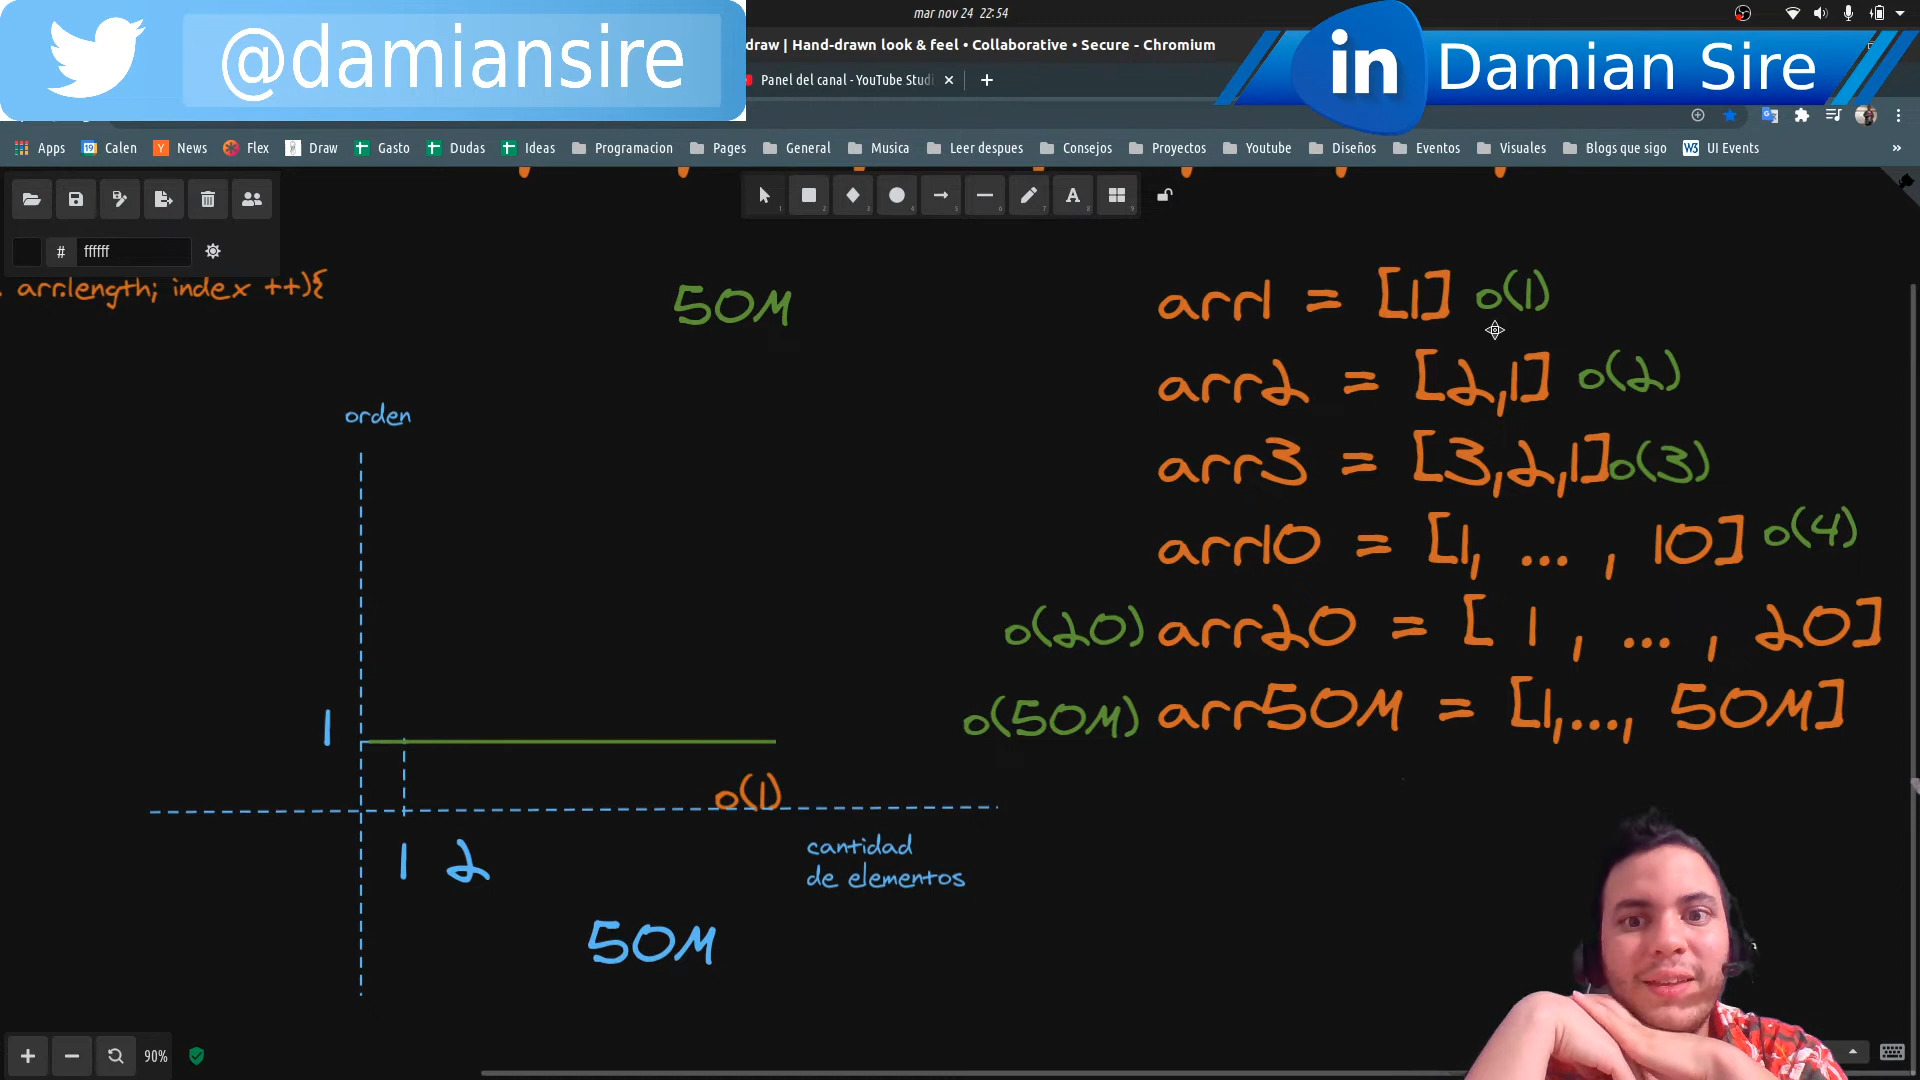 @damiansire
mar nov 24 22:54
draw | Hand-drawn look & feel • Collaborative • Secure - Chromium
in Damian Sire
Panel del canal - YouTube Studi
Apps Calen News Flex Draw Gasto Dudas Ideas Programacion Pages General Musica Leer despues Consejos Proyectos Youtube Diseños Eventos Visuales Blogs que sigo UI Events
# ffffff
arr.length; index ++){
50M
arr1 = [1] o(1)
arr2 = [2,1] o(2)
arr3 = [3,2,1] o(3)
arr10 = [1, ... , 10] o(4)
o(20) arr20 = [ 1 , ... , 20]
o(50M) arr50M = [1,..., 50M]
orden
1
o(1)
1 2
cantidad
de elementos
50M
90%